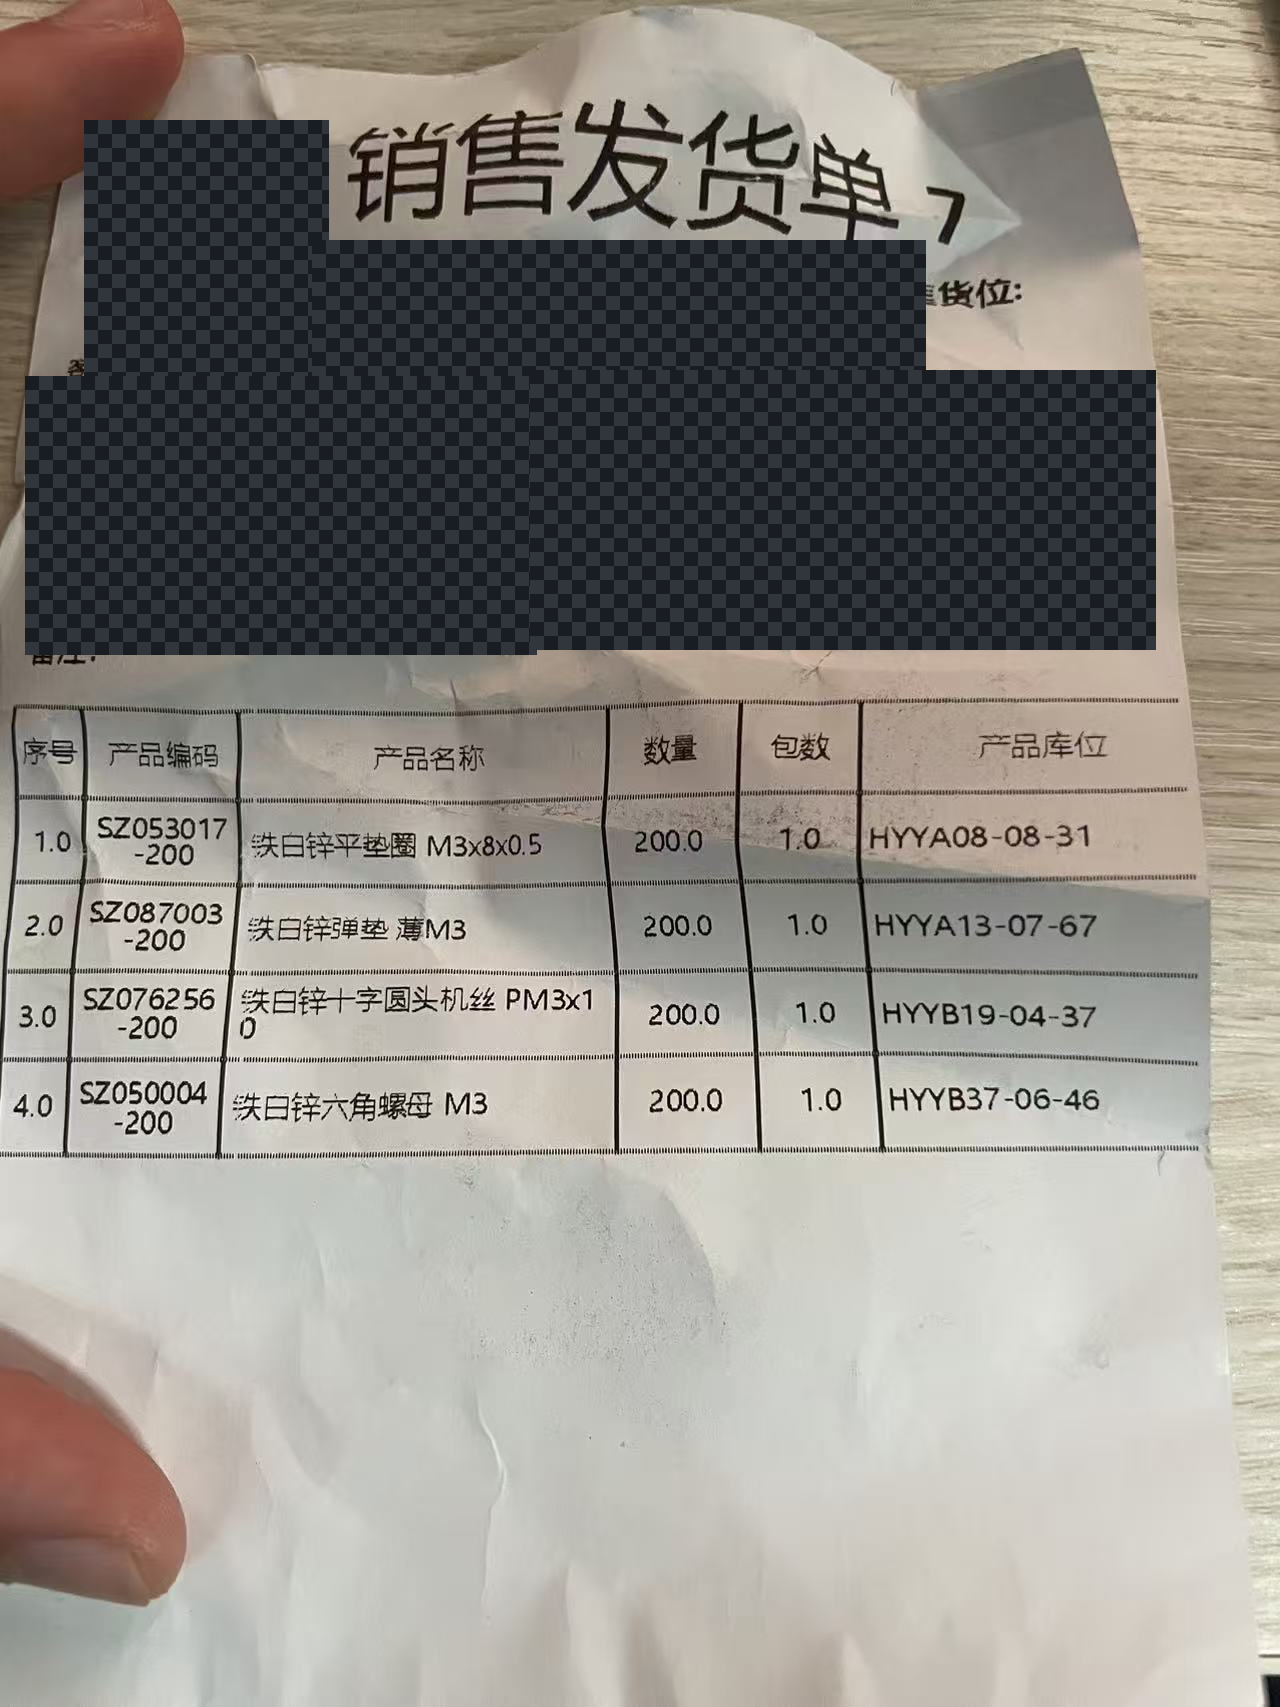 销售发货单 7
货位:
备注:
序号 产品编码 产品名称 数量 包数 产品库位
1.0 SZ053017 铁白锌平垫圈 M3x8x0.5 200.0 1.0 HYYA08-08-31
-200
2.0 SZ087003 铁白锌弹垫 薄M3 200.0 1.0 HYYA13-07-67
-200
3.0 SZ076256 铁白锌十字圆头机丝 PM3x1 200.0 1.0 HYYB19-04-37
-200 0
4.0 SZ050004 铁白锌六角螺母 M3 200.0 1.0 HYYB37-06-46
-200